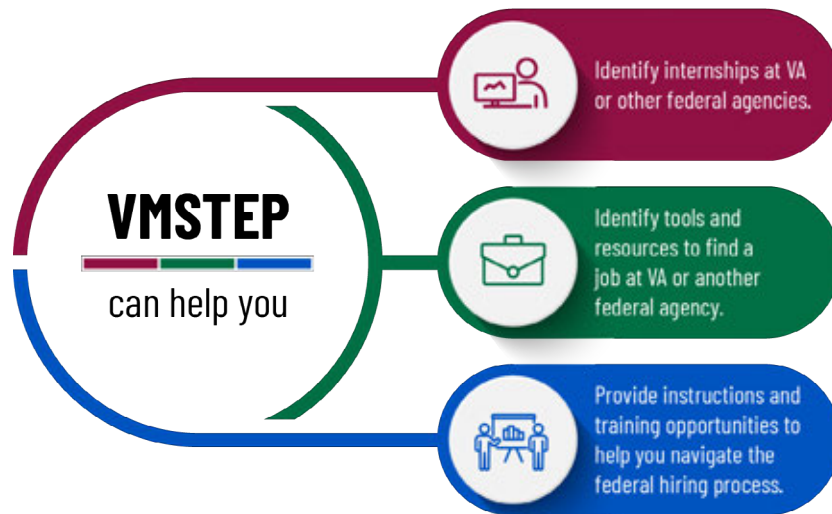 VMSTEP
can help you
Identify internships at VA
or other federal agencies.
Identify tools and
resources to find a
job at VA or another
federal agency.
Provide instructions and
training opportunities to
help you navigate the
federal hiring process.